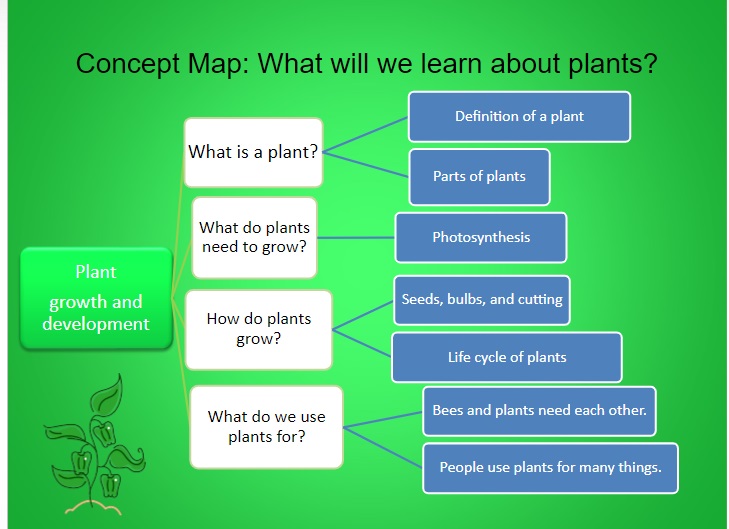 Concept Map: What will we learn about plants?
Plant
growth and
development
What is a plant?
Definition of a plant
Parts of plants
What do plants
need to grow?
Photosynthesis
How do plants
grow?
Seeds, bulbs, and cutting
Life cycle of plants
What do we use
plants for?
Bees and plants need each other.
People use plants for many things.